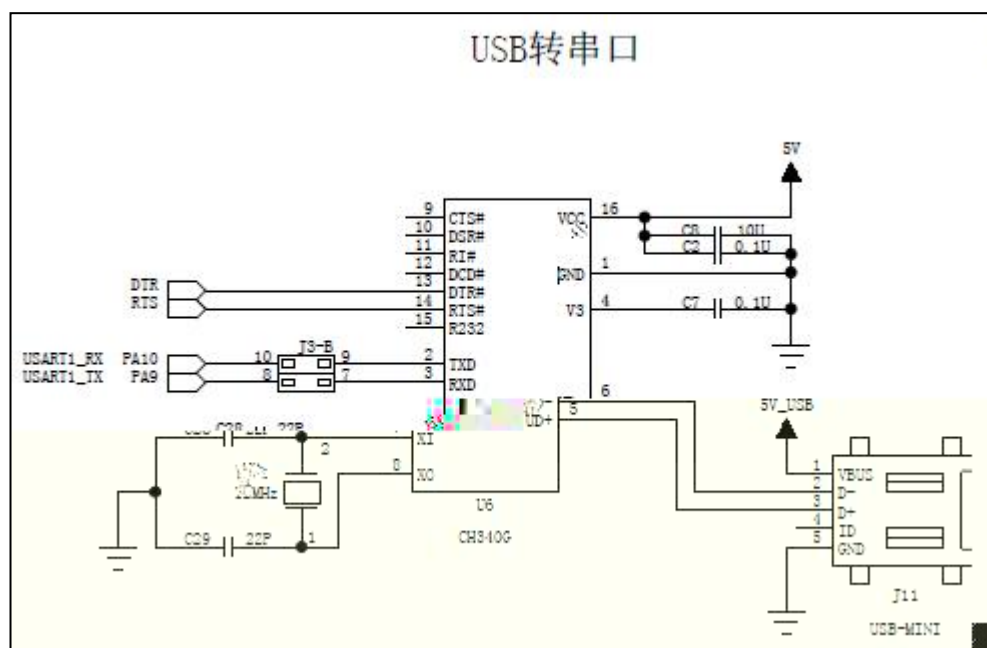 USB转串口
5V
9 CTS# VCC 16
10 DSR# C8 10U
11 RI# C2 0.1U
12 DCD# GND 1
DTR 13 DTR#
RTS 14 RTS# V3 4 C7 0.1U
15 R232
J3-B
USART1_RX PA10 10 9 2 TXD
USART1_TX PA9 8 7 3 RXD
6
UD+ 5
5V_USB
C28 22P 2 XI
8 XO
1 VBUS
2 D-
3 D+
4 ID
5 GND
C29 22P 1
U6
CH340G
J11
USB-MINI